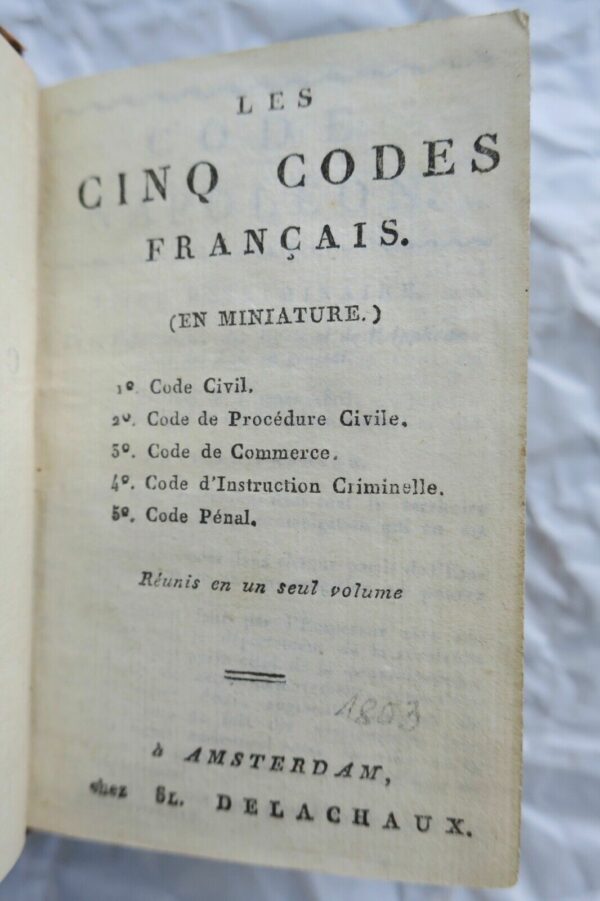 LES
CINQ CODES
FRANÇAIS.
(EN MINIATURE.)
1º. Code Civil.
2º. Code de Procédure Civile.
3º. Code de Commerce.
4º. Code d'Instruction Criminelle.
5º. Code Pénal.
Réunis en un seul volume
1803
à AMSTERDAM,
chez SL. DELACHAUX.